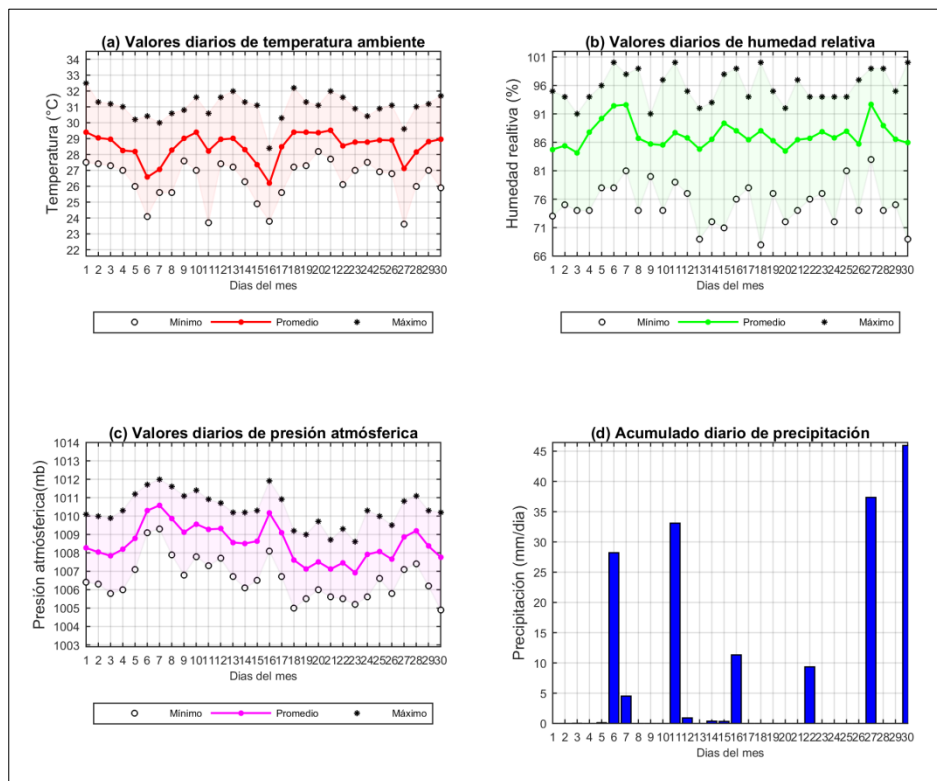 (a) Valores diarios de temperatura ambiente
Temperatura (°C)
34
33
32
31
30
29
28
27
26
25
24
23
22
1 2 3 4 5 6 7 8 9 10 11 12 13 14 15 16 17 18 19 20 21 22 23 24 25 26 27 28 29 30
Dias del mes
Mínimo Promedio Máximo
(b) Valores diarios de humedad relativa
Humedad realtiva (%)
101
96
91
86
81
76
71
66
1 2 3 4 5 6 7 8 9 10 11 12 13 14 15 16 17 18 19 20 21 22 23 24 25 26 27 28 29 30
Dias del mes
Mínimo Promedio Máximo
(c) Valores diarios de presión atmósferica
Presión atmósferica(mb)
1014
1013
1012
1011
1010
1009
1008
1007
1006
1005
1004
1003
1 2 3 4 5 6 7 8 9 10 11 12 13 14 15 16 17 18 19 20 21 22 23 24 25 26 27 28 29 30
Dias del mes
Mínimo Promedio Máximo
(d) Acumulado diario de precipitación
Precipitación (mm/dia)
45
40
35
30
25
20
15
10
5
0
1 2 3 4 5 6 7 8 9 10 11 12 13 14 15 16 17 18 19 20 21 22 23 24 25 26 27 28 29 30
Dias del mes